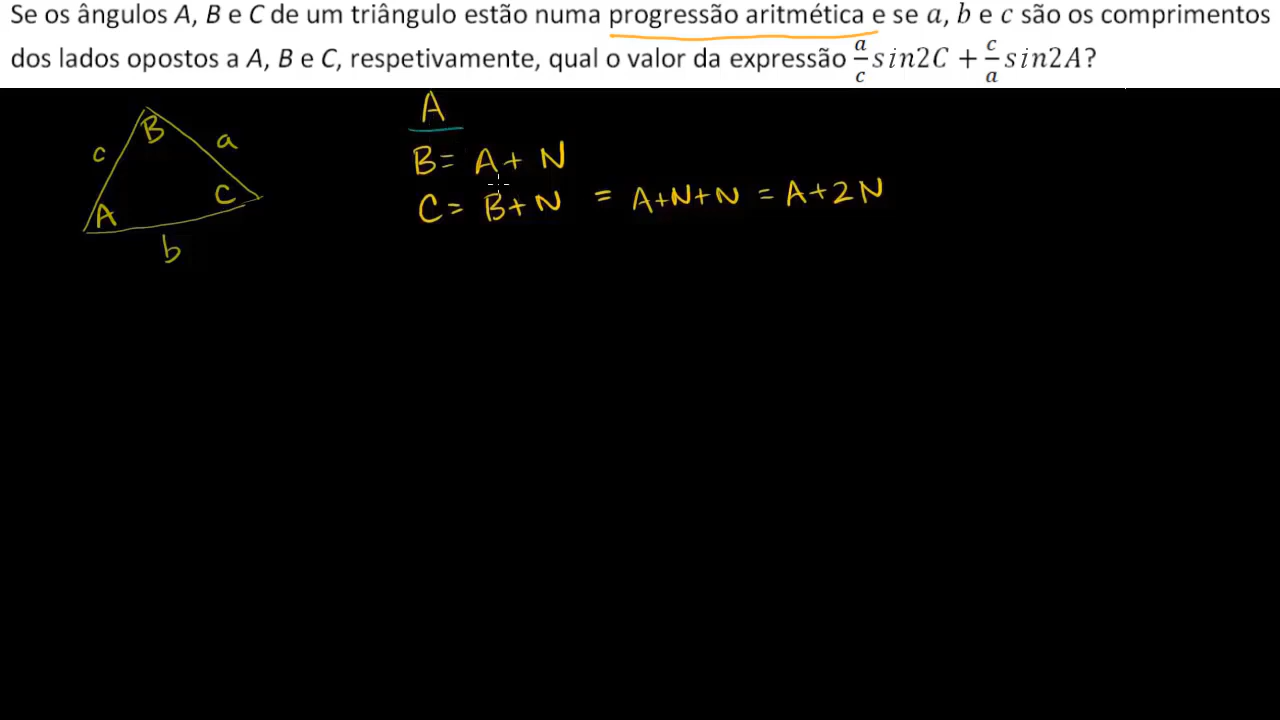 Se os ângulos A, B e C de um triângulo estão numa progressão aritmética e se a, b e c são os comprimentos
dos lados opostos a A, B e C, respetivamente, qual o valor da expressão a/c sin2C + c/a sin2A?
A
B = A + N
C = B + N = A+N+N = A+2N
B
c
a
C
A
b